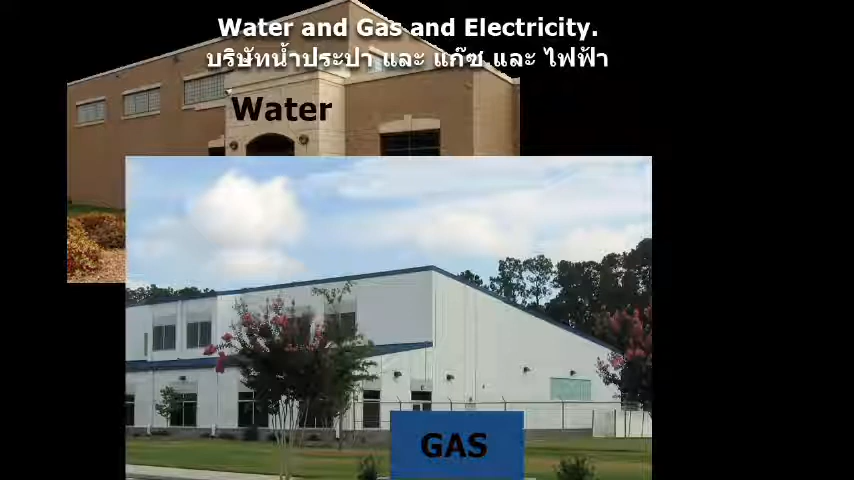 Water and Gas and Electricity.
บริษัทน้ำประปา และ แก๊ซ และ ไฟฟ้า
Water
GAS